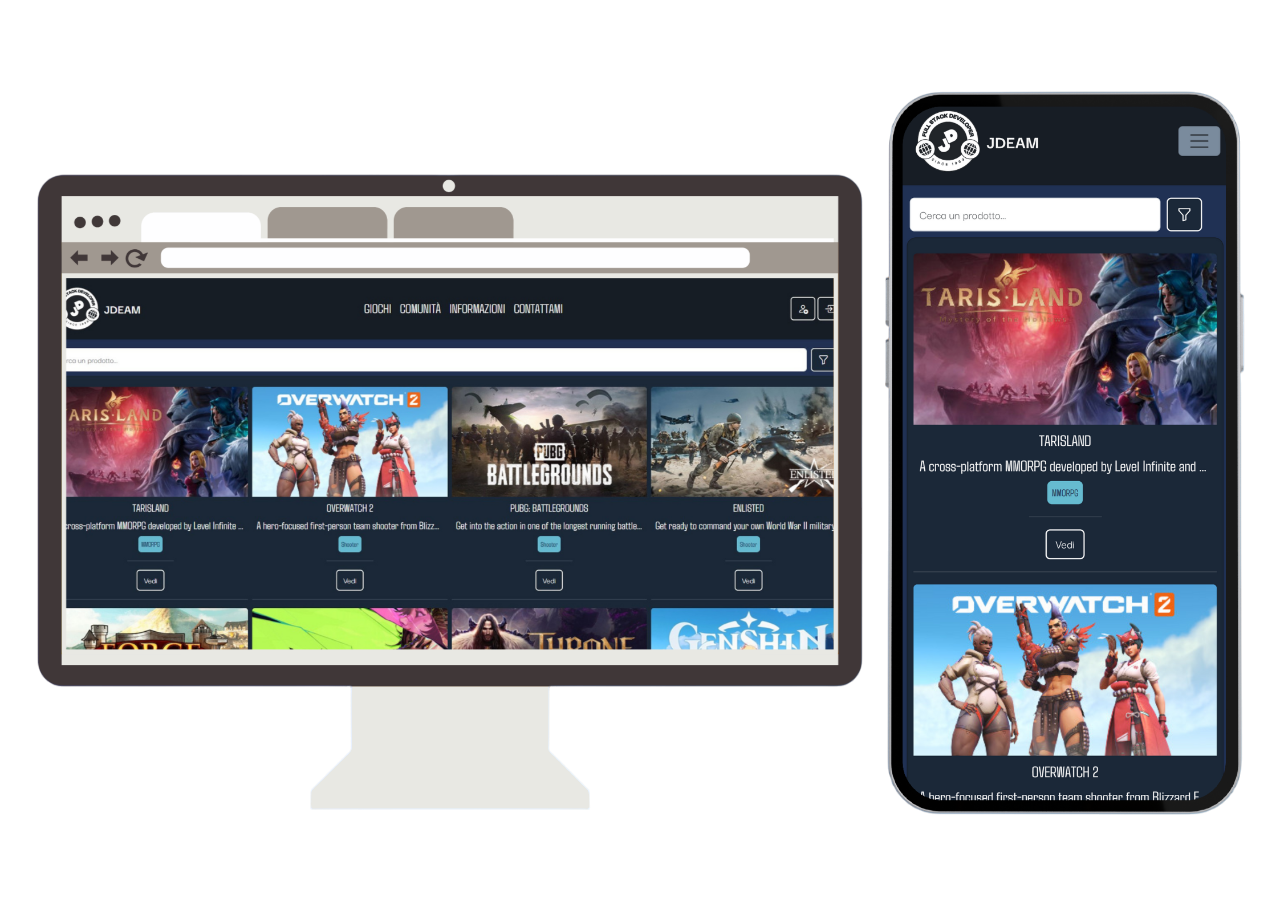 JDEAM
GIOCHI COMUNITÀ INFORMAZIONI CONTATTAMI
rca un prodotto...
ARIS·LAND
OVERWATCH 2
PUBG
BATTLEGROUNDS
ENLISTE
TARISLAND
OVERWATCH 2
PUBG: BATTLEGROUNDS
ENLISTED
cross-platform MMORPG developed by Level Infinite ...
A hero-focused first-person team shooter from Blizz...
Get into the action in one of the longest running battle...
Get ready to command your own World War II military
MMORPG
Shooter
Shooter
Shooter
Vedi
Vedi
Vedi
Vedi
FORGE
THRONE
GENSHIN
FULL STACK DEVELOPER
JD
SINCE 1993
JDEAM
Cerca un prodotto...
TARIS·LAND
TARISLAND
A cross-platform MMORPG developed by Level Infinite and ...
MMORPG
Vedi
OVERWATCH 2
OVERWATCH 2
A hero-focused first-person team shooter from Blizzard E